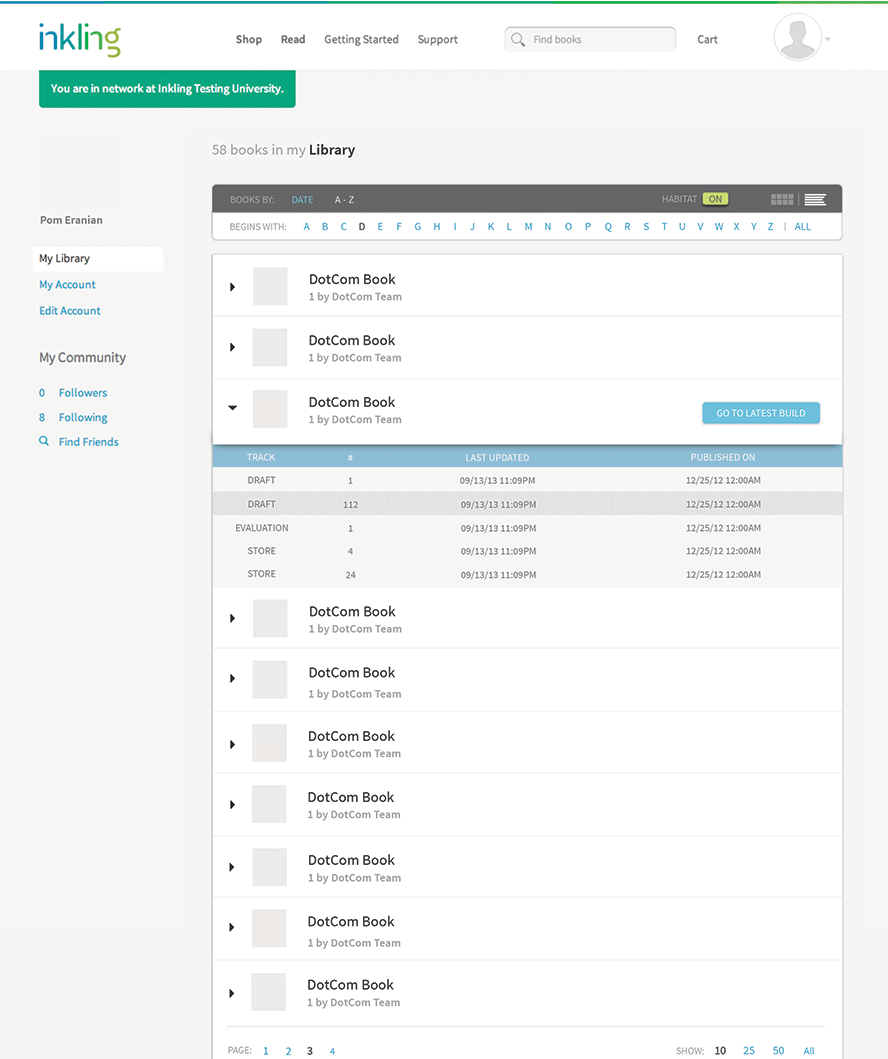 inkling
Shop Read Getting Started Support Find books Cart
You are in network at Inkling Testing University.
58 books in my Library
BOOKS BY: DATE A - Z HABITAT ON
BEGINS WITH: A B C D E F G H I J K L M N O P Q R S T U V W X Y Z | ALL
Pom Eranian
My Library
My Account
Edit Account
My Community
0 Followers
8 Following
Find Friends
DotCom Book
1 by DotCom Team
DotCom Book
1 by DotCom Team
DotCom Book
1 by DotCom Team
GO TO LATEST BUILD
TRACK # LAST UPDATED PUBLISHED ON
DRAFT 1 09/13/13 11:09PM 12/25/12 12:00AM
DRAFT 112 09/13/13 11:09PM 12/25/12 12:00AM
EVALUATION 1 09/13/13 11:09PM 12/25/12 12:00AM
STORE 4 09/13/13 11:09PM 12/25/12 12:00AM
STORE 24 09/13/13 11:09PM 12/25/12 12:00AM
DotCom Book
1 by DotCom Team
DotCom Book
1 by DotCom Team
DotCom Book
1 by DotCom Team
DotCom Book
1 by DotCom Team
DotCom Book
1 by DotCom Team
DotCom Book
1 by DotCom Team
DotCom Book
1 by DotCom Team
PAGE: 1 2 3 4 SHOW: 10 25 50 All